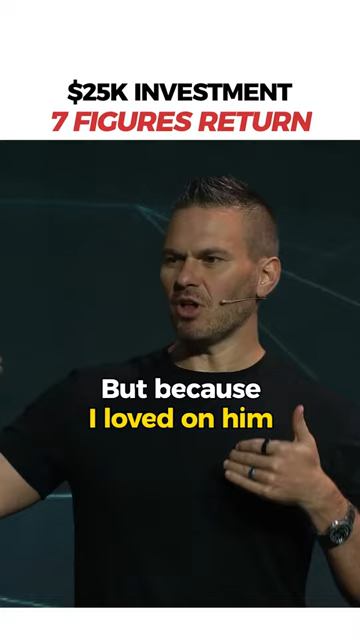 $25K INVESTMENT
7 FIGURES RETURN
But because
I loved on him